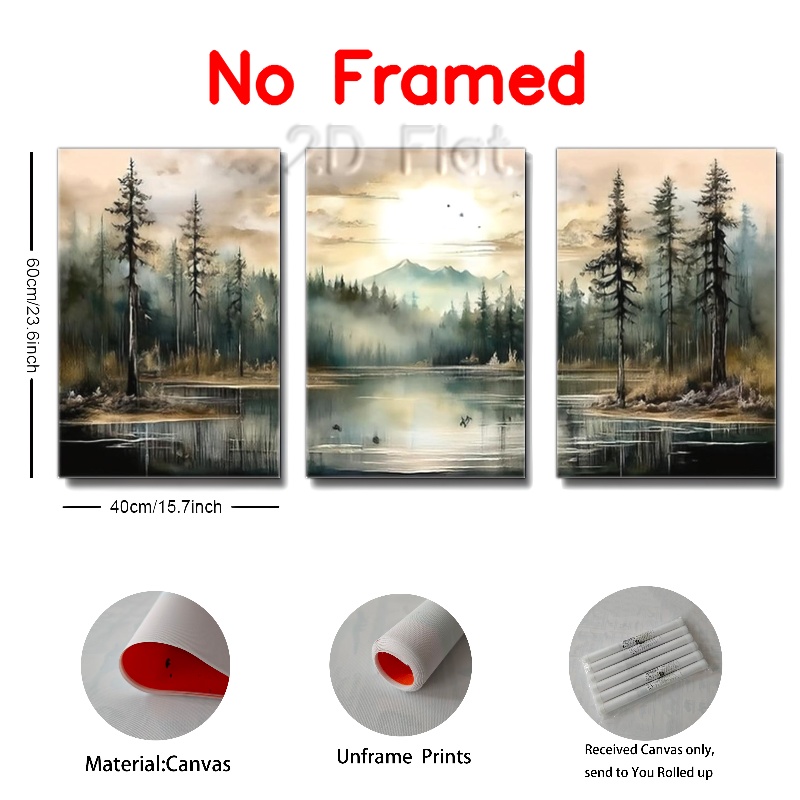 No Framed
2D Flat
60cm/23.6inch
40cm/15.7inch
Material:Canvas
Unframe Prints
Received Canvas only,
send to You Rolled up